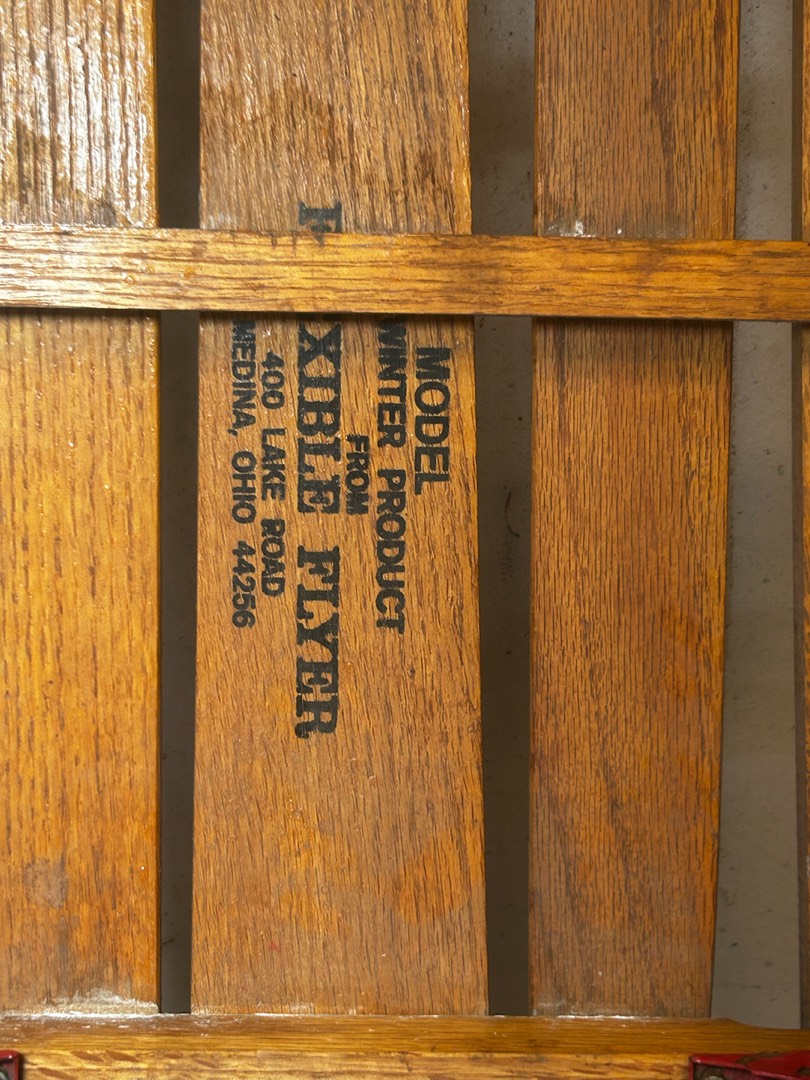 MODEL
WINTER PRODUCT
FROM
F XIBLE FLYER
400 LAKE ROAD
MEDINA, OHIO 44256